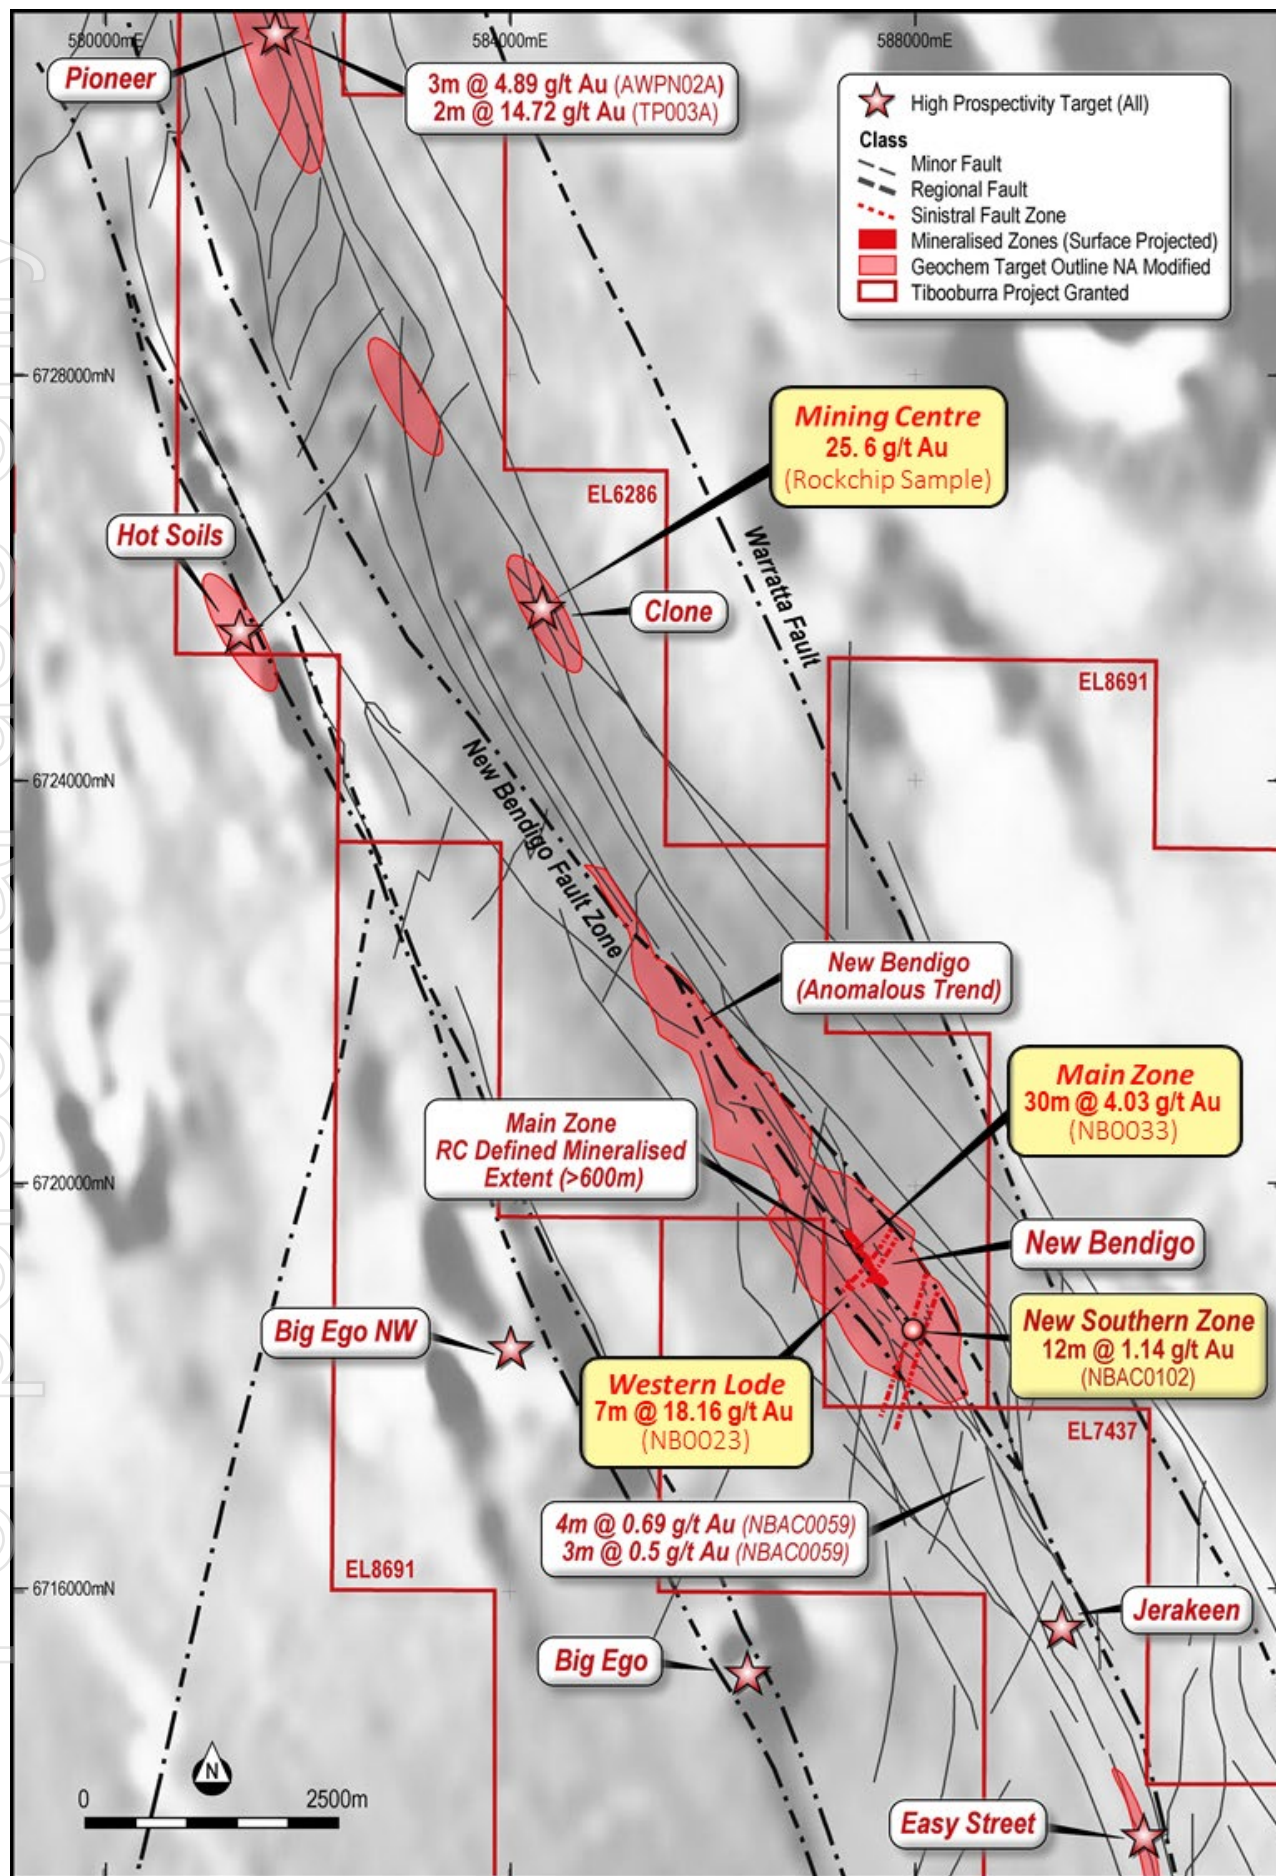 580000mE
584000mE
588000mE
Pioneer
3m @ 4.89 g/t Au (AWPN02A)
2m @ 14.72 g/t Au (TP003A)
High Prospectivity Target (All)
Class
Minor Fault
Regional Fault
Sinistral Fault Zone
Mineralised Zones (Surface Projected)
Geochem Target Outline NA Modified
Tibooburra Project Granted
6728000mN
Mining Centre
25. 6 g/t Au
(Rockchip Sample)
EL6286
Hot Soils
Warratta Fault
Clone
EL8691
6724000mN
New Bendigo Fault Zone
New Bendigo
(Anomalous Trend)
Main Zone
30m @ 4.03 g/t Au
(NB0033)
Main Zone
RC Defined Mineralised
Extent (>600m)
6720000mN
New Bendigo
Big Ego NW
New Southern Zone
12m @ 1.14 g/t Au
(NBAC0102)
Western Lode
7m @ 18.16 g/t Au
(NB0023)
EL7437
4m @ 0.69 g/t Au (NBAC0059)
3m @ 0.5 g/t Au (NBAC0059)
EL8691
6716000mN
Jerakeen
Big Ego
N
0
2500m
Easy Street